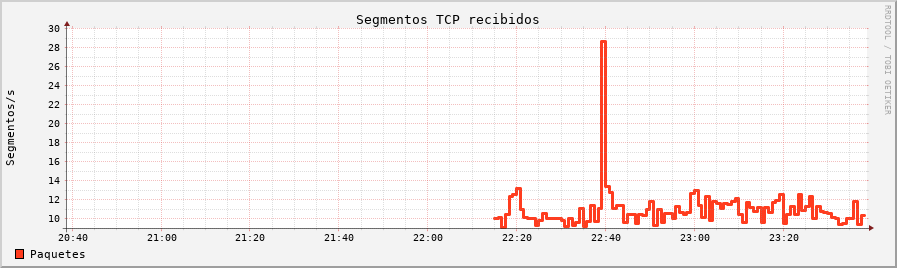 Segmentos TCP recibidos
RRDTOOL / TOBI OETIKER
Segmentos/s
30
28
26
24
22
20
18
16
14
12
10
20:40 21:00 21:20 21:40 22:00 22:20 22:40 23:00 23:20
Paquetes